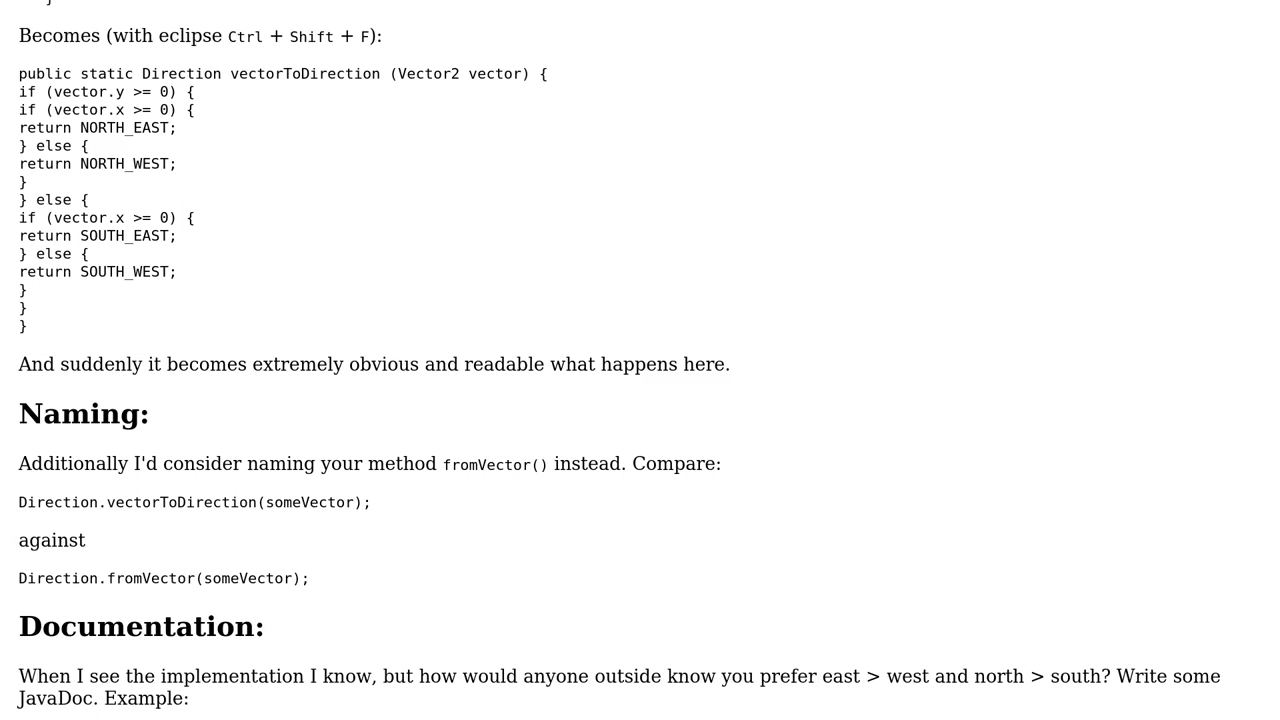 Becomes (with eclipse Ctrl + Shift + F):
public static Direction vectorToDirection (Vector2 vector) {
if (vector.y >= 0) {
if (vector.x >= 0) {
return NORTH_EAST;
} else {
return NORTH_WEST;
}
} else {
if (vector.x >= 0) {
return SOUTH_EAST;
} else {
return SOUTH_WEST;
}
}
}
And suddenly it becomes extremely obvious and readable what happens here.
Naming:
Additionally I'd consider naming your method fromVector() instead. Compare:
Direction.vectorToDirection(someVector);
against
Direction.fromVector(someVector);
Documentation:
When I see the implementation I know, but how would anyone outside know you prefer east > west and north > south? Write some
JavaDoc. Example: